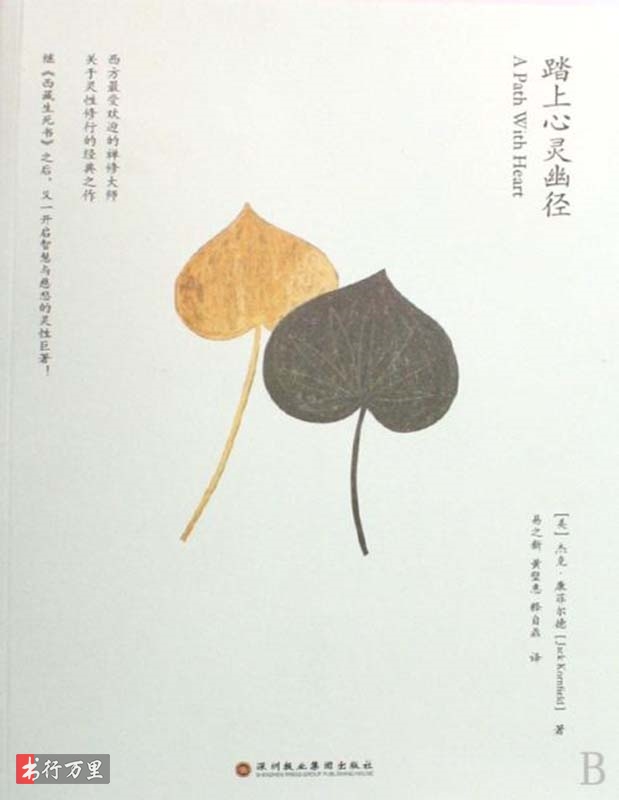 踏上心灵幽径
A Path With Heart
西方最受欢迎的禅修大师
关于灵性修行的经典之作
继《西藏生死书》之后，又一开启智慧与慈悲的灵性巨著！
[美] 杰克·康菲尔德 [Jack Kornfield] 著
易之新 黄璧惠 释自鼐 译
深圳报业集团出版社
SHENZHEN PRESS GROUP PUBLISHING HOUSE
书行万里
B